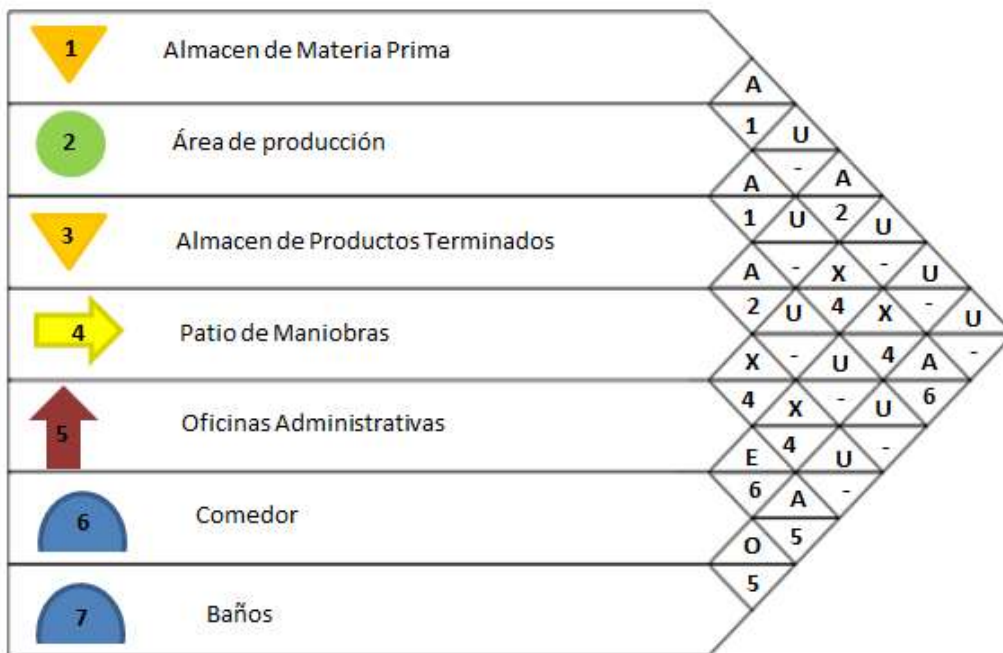 1 Almacen de Materia Prima
A
2 Área de producción
1 U
A - A
3 Almacen de Productos Terminados
1 U 2 U
A - X - U
4 Patio de Maniobras
2 U 4 X - U
X - U 4 A -
5 Oficinas Administrativas
4 X - U 6
E 4 U -
6 Comedor
6 A -
O 5
7 Baños
5